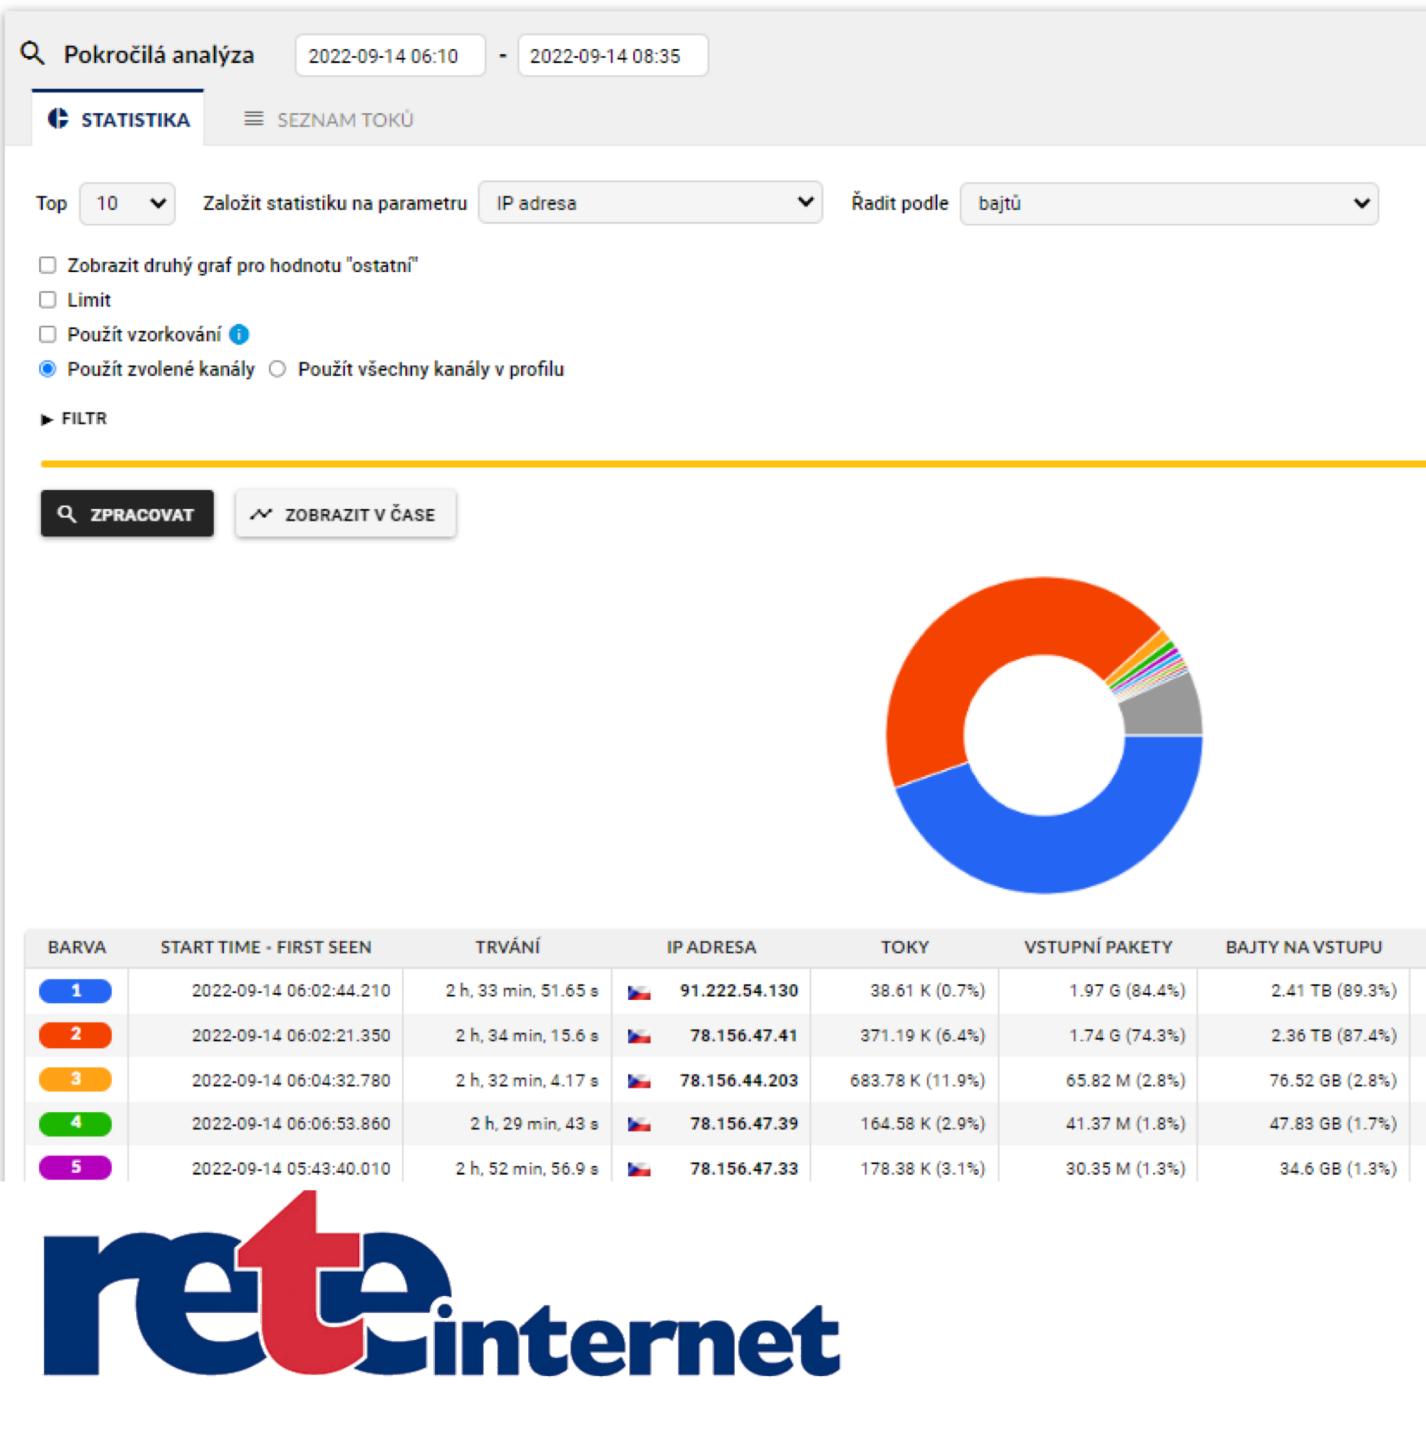 Pokročilá analýza 2022-09-14 06:10 - 2022-09-14 08:35
STATISTIKA SEZNAM TOKŮ
Top 10 Založit statistiku na parametru IP adresa Řadit podle bajtů
Zobrazit druhý graf pro hodnotu "ostatní"
Limit
Použít vzorkování
Použít zvolené kanály Použít všechny kanály v profilu
FILTR
ZPRACOVAT ZOBRAZIT V ČASE
BARVA START TIME - FIRST SEEN TRVÁNÍ IP ADRESA TOKY VSTUPNÍ PAKETY BAJTY NA VSTUPU
1 2022-09-14 06:02:44.210 2 h, 33 min, 51.65 s 91.222.54.130 38.61 K (0.7%) 1.97 G (84.4%) 2.41 TB (89.3%)
2 2022-09-14 06:02:21.350 2 h, 34 min, 15.6 s 78.156.47.41 371.19 K (6.4%) 1.74 G (74.3%) 2.36 TB (87.4%)
3 2022-09-14 06:04:32.780 2 h, 32 min, 4.17 s 78.156.44.203 683.78 K (11.9%) 65.82 M (2.8%) 76.52 GB (2.8%)
4 2022-09-14 06:06:53.860 2 h, 29 min, 43 s 78.156.47.39 164.58 K (2.9%) 41.37 M (1.8%) 47.83 GB (1.7%)
5 2022-09-14 05:43:40.010 2 h, 52 min, 56.9 s 78.156.47.33 178.38 K (3.1%) 30.35 M (1.3%) 34.6 GB (1.3%)
rete internet